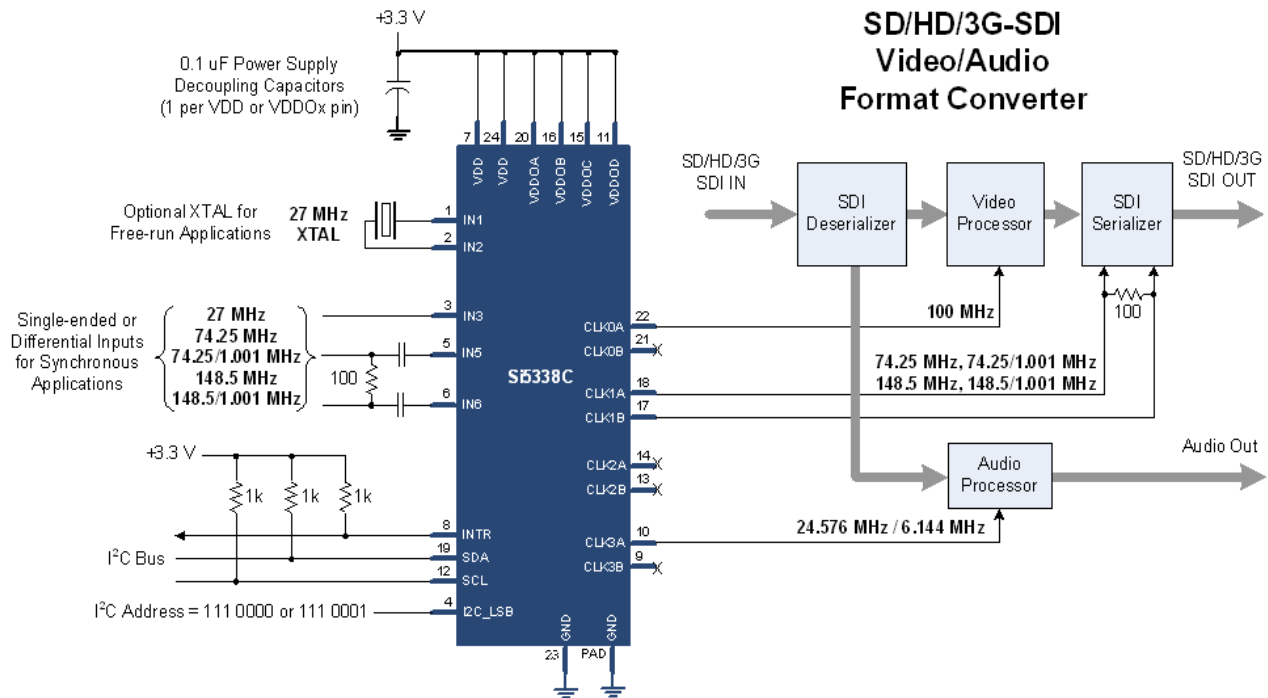 SD/HD/3G-SDI
Video/Audio
Format Converter
+3.3 V
0.1 uF Power Supply
Decoupling Capacitors
(1 per VDD or VDDOx pin)
7
24
20
16
15
11
VDD
VDD
VDDOA
VDDOB
VDDOC
VDDOD
Optional XTAL for
Free-run Applications
27 MHz
XTAL
1
IN1
2
IN2
Single-ended or
Differential Inputs
for Synchronous
Applications
27 MHz
74.25 MHz
74.25/1.001 MHz
148.5 MHz
148.5/1.001 MHz
100
3
IN3
5
IN5
6
IN6
Si5338C
+3.3 V
1k
1k
1k
8
INTR
I²C Bus
19
SDA
12
SCL
I²C Address = 111 0000 or 111 0001
4
I2C_LSB
GND
GND
23
PAD
22
CLK0A
21
CLK0B
18
CLK1A
17
CLK1B
14
CLK2A
13
CLK2B
10
CLK3A
9
CLK3B
SD/HD/3G
SDI IN
SDI
Deserializer
Video
Processor
SDI
Serializer
SD/HD/3G
SDI OUT
100 MHz
100
74.25 MHz, 74.25/1.001 MHz
148.5 MHz, 148.5/1.001 MHz
Audio
Processor
Audio Out
24.576 MHz / 6.144 MHz